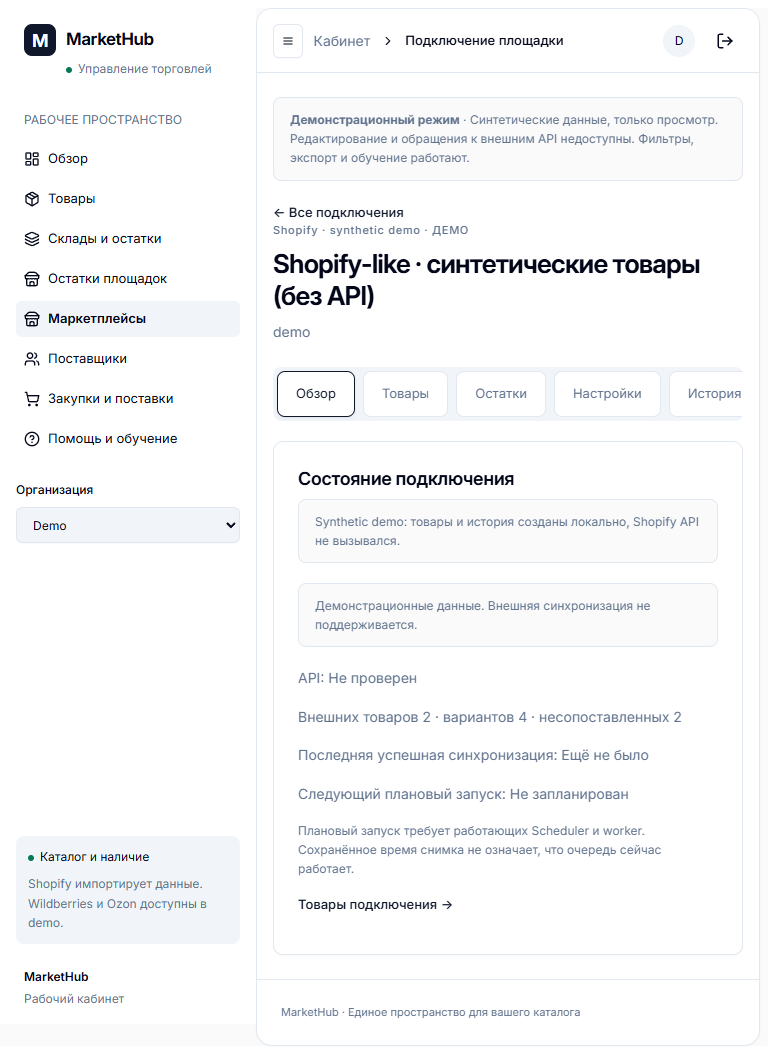 M MarketHub
Управление торговлей
РАБОЧЕЕ ПРОСТРАНСТВО
Обзор
Товары
Склады и остатки
Остатки площадок
Маркетплейсы
Поставщики
Закупки и поставки
Помощь и обучение
Организация
Demo
Каталог и наличие
Shopify импортирует данные.
Wildberries и Ozon доступны в
demo.
MarketHub
Рабочий кабинет
Кабинет > Подключение площадки
D
Демонстрационный режим · Синтетические данные, только просмотр.
Редактирование и обращения к внешним API недоступны. Фильтры,
экспорт и обучение работают.
← Все подключения
Shopify · synthetic demo · ДЕМО
Shopify-like · синтетические товары
(без API)
demo
Обзор Товары Остатки Настройки История
Состояние подключения
Synthetic demo: товары и история созданы локально, Shopify API
не вызывался.
Демонстрационные данные. Внешняя синхронизация не
поддерживается.
API: Не проверен
Внешних товаров 2 · вариантов 4 · несопоставленных 2
Последняя успешная синхронизация: Ещё не было
Следующий плановый запуск: Не запланирован
Плановый запуск требует работающих Scheduler и worker.
Сохранённое время снимка не означает, что очередь сейчас
работает.
Товары подключения →
MarketHub · Единое пространство для вашего каталога